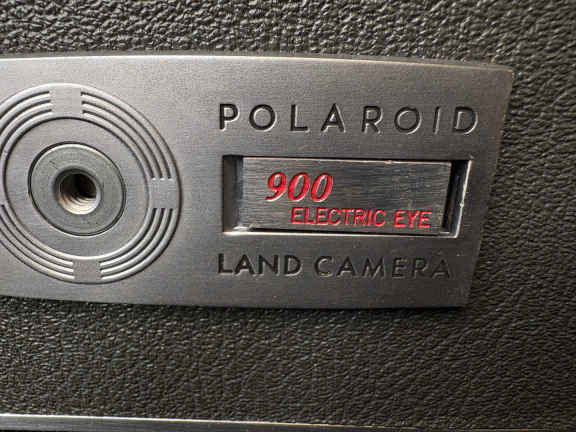 POLAROID
900
ELECTRIC EYE
LAND CAMERA